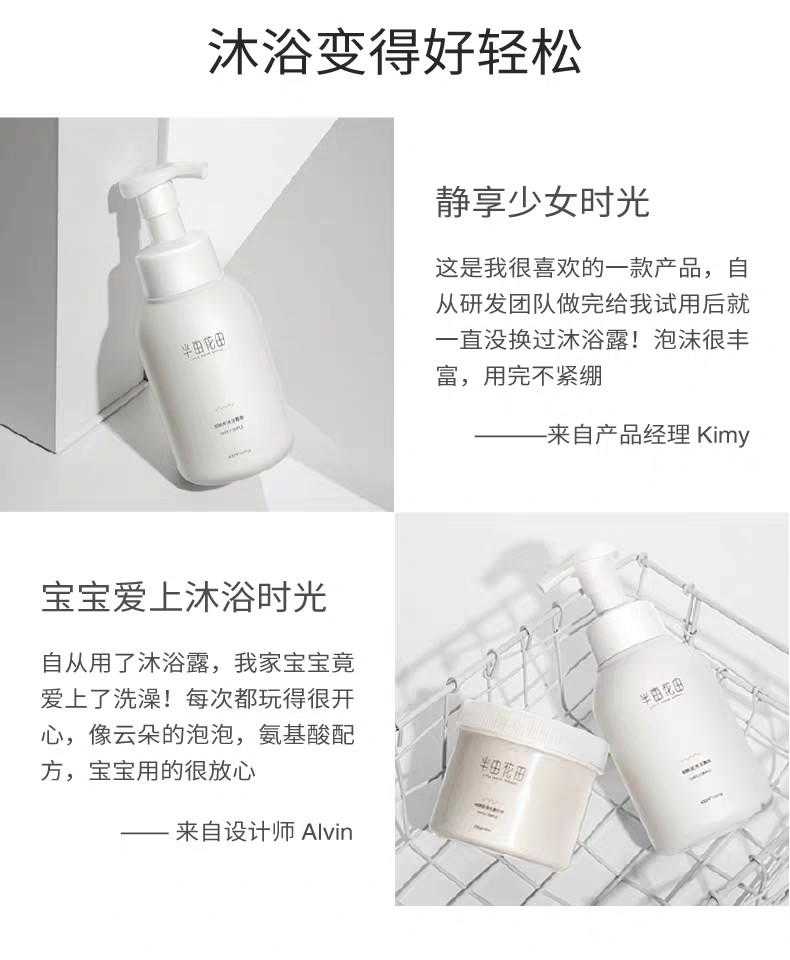 沐浴变得好轻松
半亩花田
静享少女时光
这是我很喜欢的一款产品，自
从研发团队做完给我试用后就
一直没换过沐浴露！泡沫很丰
富，用完不紧绷
———来自产品经理 Kimy
宝宝爱上沐浴时光
自从用了沐浴露，我家宝宝竟
爱上了洗澡！每次都玩得很开
心，像云朵的泡泡，氨基酸配
方，宝宝用的很放心
—— 来自设计师 Alvin
半亩花田
半亩花田